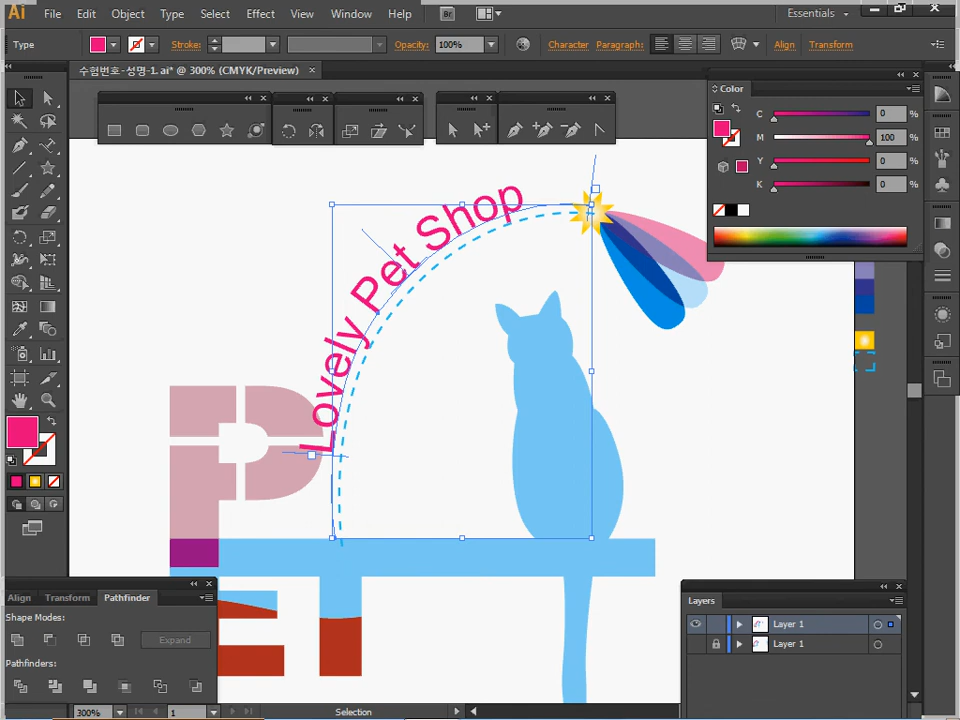 Ai File Edit Object Type Select Effect View Window Help Br Essentials
Type Stroke: Opacity: 100% Character Paragraph: Align Transform
수험번호-성명-1.ai* @ 300% (CMYK/Preview)
Color
C 0 %
M 100 %
Y 0 %
K 0 %
Lovely Pet Shop
P
ET
Align Transform Pathfinder
Shape Modes:
Expand
Pathfinders:
Layers
Layer 1
Layer 1
300% 1 Selection